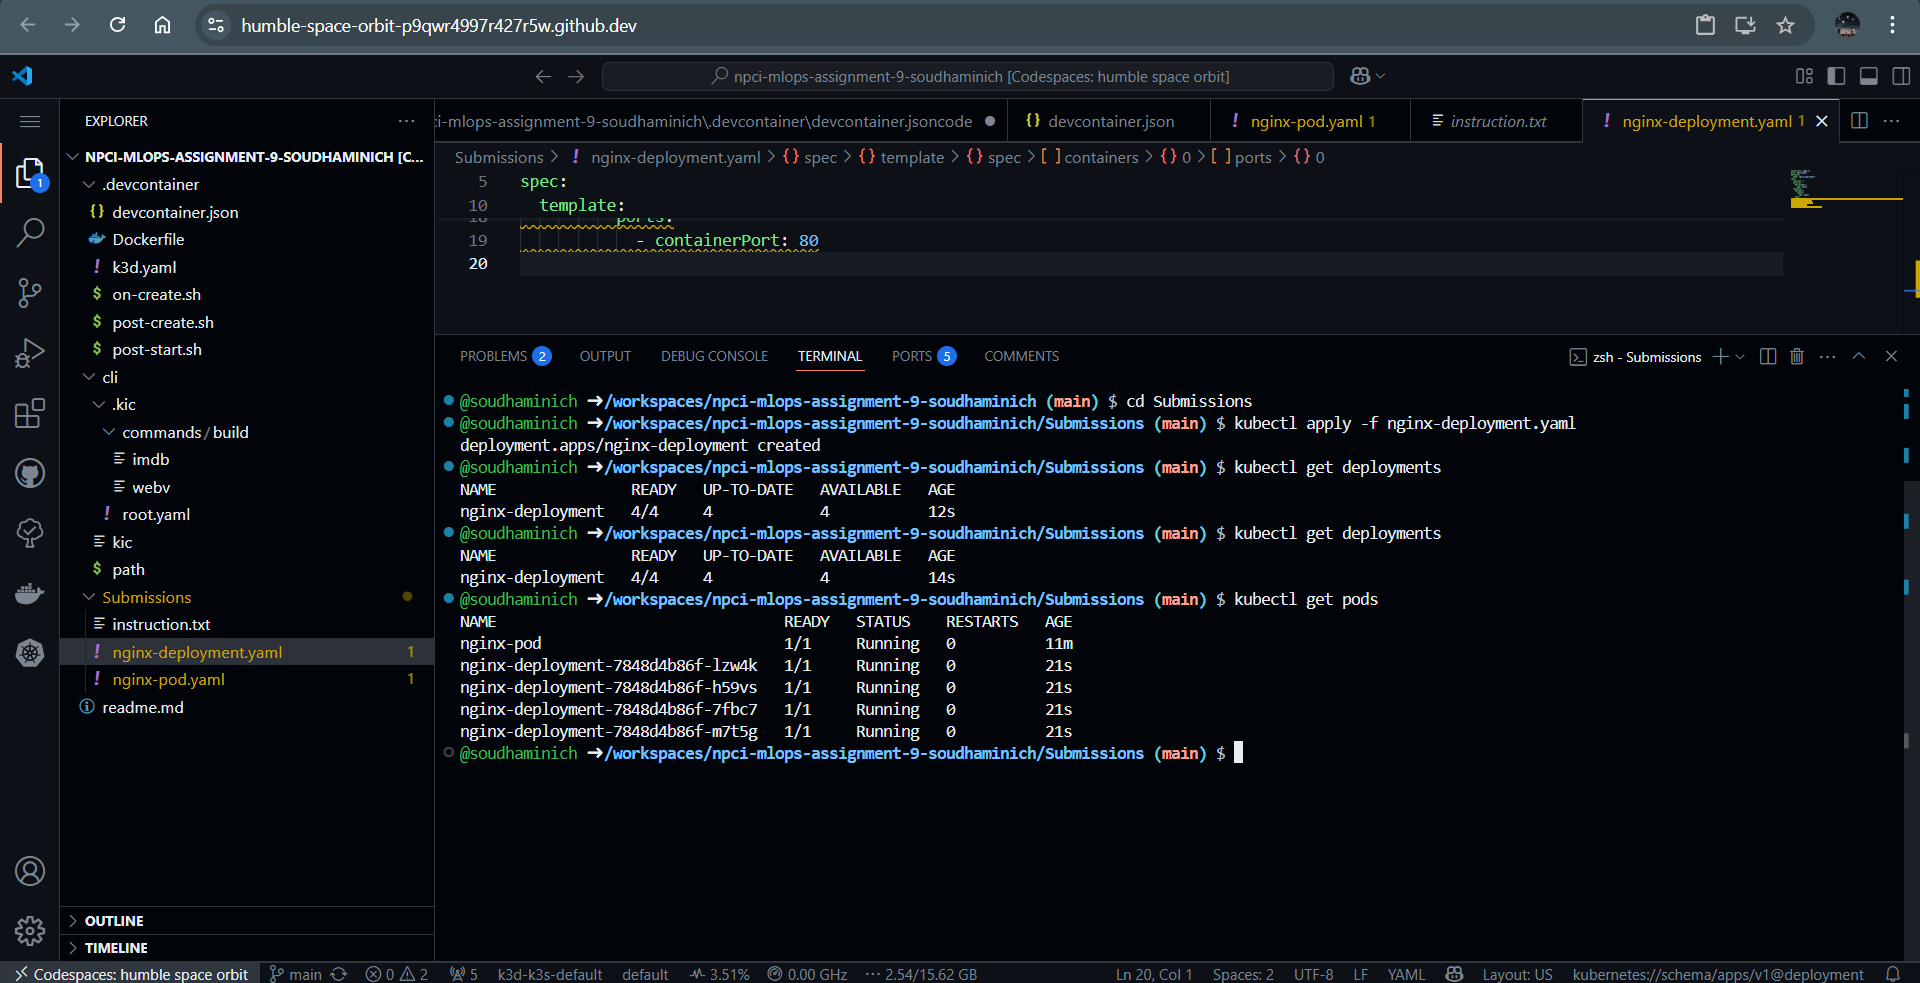 humble-space-orbit-p9qwr4997r427r5w.github.dev
npci-mlops-assignment-9-soudhaminich [Codespaces: humble space orbit]
EXPLORER
NPCI-MLOPS-ASSIGNMENT-9-SOUDHAMINICH [C...
.devcontainer
devcontainer.json
Dockerfile
k3d.yaml
on-create.sh
post-create.sh
post-start.sh
cli
.kic
commands/build
imdb
webv
root.yaml
kic
path
Submissions
instruction.txt
nginx-deployment.yaml 1
nginx-pod.yaml 1
readme.md
OUTLINE
TIMELINE
1
ci-mlops-assignment-9-soudhaminich\.devcontainer\devcontainer.jsoncode
devcontainer.json
nginx-pod.yaml 1
instruction.txt
nginx-deployment.yaml 1
Submissions > nginx-deployment.yaml > {} spec > {} template > {} spec > [ ] containers > {} 0 > [ ] ports > {} 0
5 spec:
10 template:
18 ports:
19 - containerPort: 80
20
PROBLEMS 2 OUTPUT DEBUG CONSOLE TERMINAL PORTS 5 COMMENTS
zsh - Submissions
@soudhaminich ➜/workspaces/npci-mlops-assignment-9-soudhaminich (main) $ cd Submissions
@soudhaminich ➜/workspaces/npci-mlops-assignment-9-soudhaminich/Submissions (main) $ kubectl apply -f nginx-deployment.yaml
deployment.apps/nginx-deployment created
@soudhaminich ➜/workspaces/npci-mlops-assignment-9-soudhaminich/Submissions (main) $ kubectl get deployments
NAME READY UP-TO-DATE AVAILABLE AGE
nginx-deployment 4/4 4 4 12s
@soudhaminich ➜/workspaces/npci-mlops-assignment-9-soudhaminich/Submissions (main) $ kubectl get deployments
NAME READY UP-TO-DATE AVAILABLE AGE
nginx-deployment 4/4 4 4 14s
@soudhaminich ➜/workspaces/npci-mlops-assignment-9-soudhaminich/Submissions (main) $ kubectl get pods
NAME READY STATUS RESTARTS AGE
nginx-pod 1/1 Running 0 11m
nginx-deployment-7848d4b86f-lzw4k 1/1 Running 0 21s
nginx-deployment-7848d4b86f-h59vs 1/1 Running 0 21s
nginx-deployment-7848d4b86f-7fbc7 1/1 Running 0 21s
nginx-deployment-7848d4b86f-m7t5g 1/1 Running 0 21s
@soudhaminich ➜/workspaces/npci-mlops-assignment-9-soudhaminich/Submissions (main) $
Codespaces: humble space orbit main 0 2 5 k3d-k3s-default default 3.51% 0.00 GHz 2.54/15.62 GB Ln 20, Col 1 Spaces: 2 UTF-8 LF YAML Layout: US kubernetes://schema/apps/v1@deployment